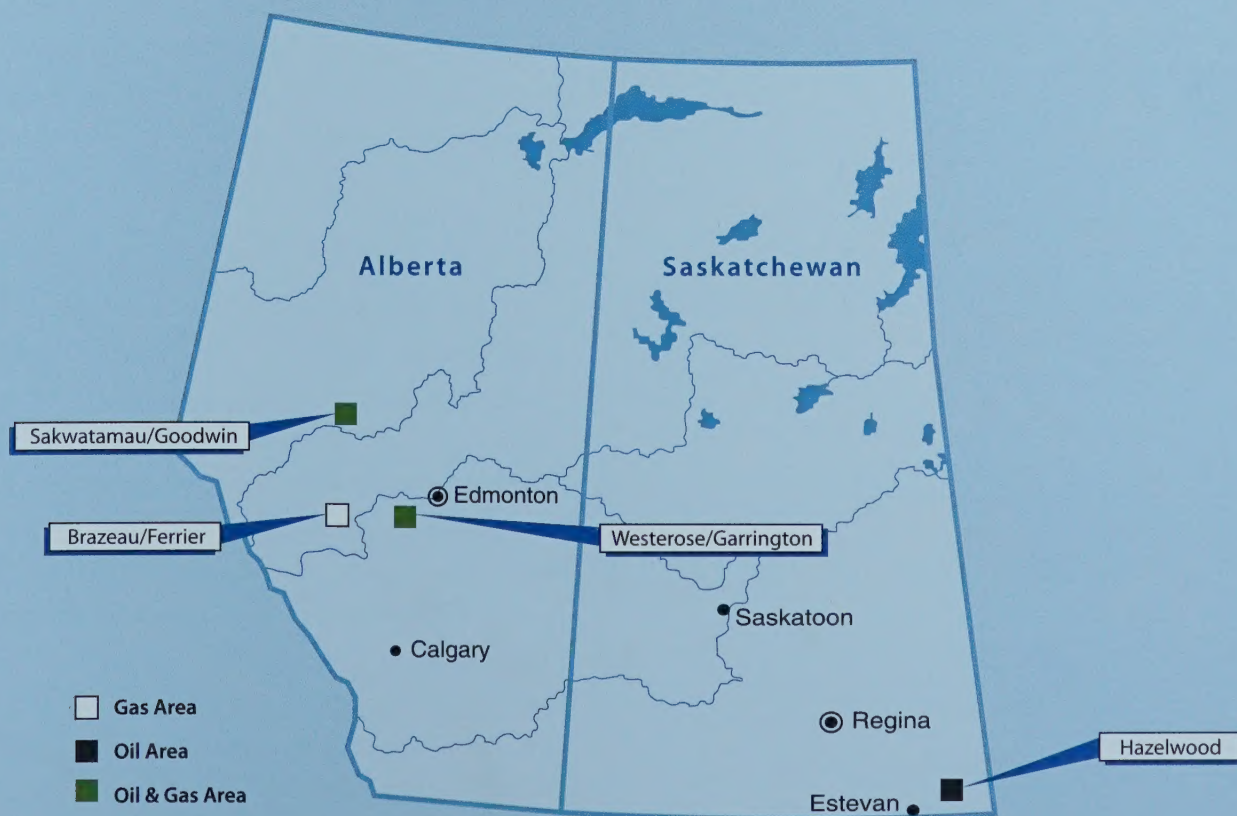 Alberta
Saskatchewan
Sakwatamau/Goodwin
Edmonton
Brazeau/Ferrier
Westerose/Garrington
Saskatoon
Calgary
Gas Area
Regina
Oil Area
Hazelwood
Oil & Gas Area
Estevan